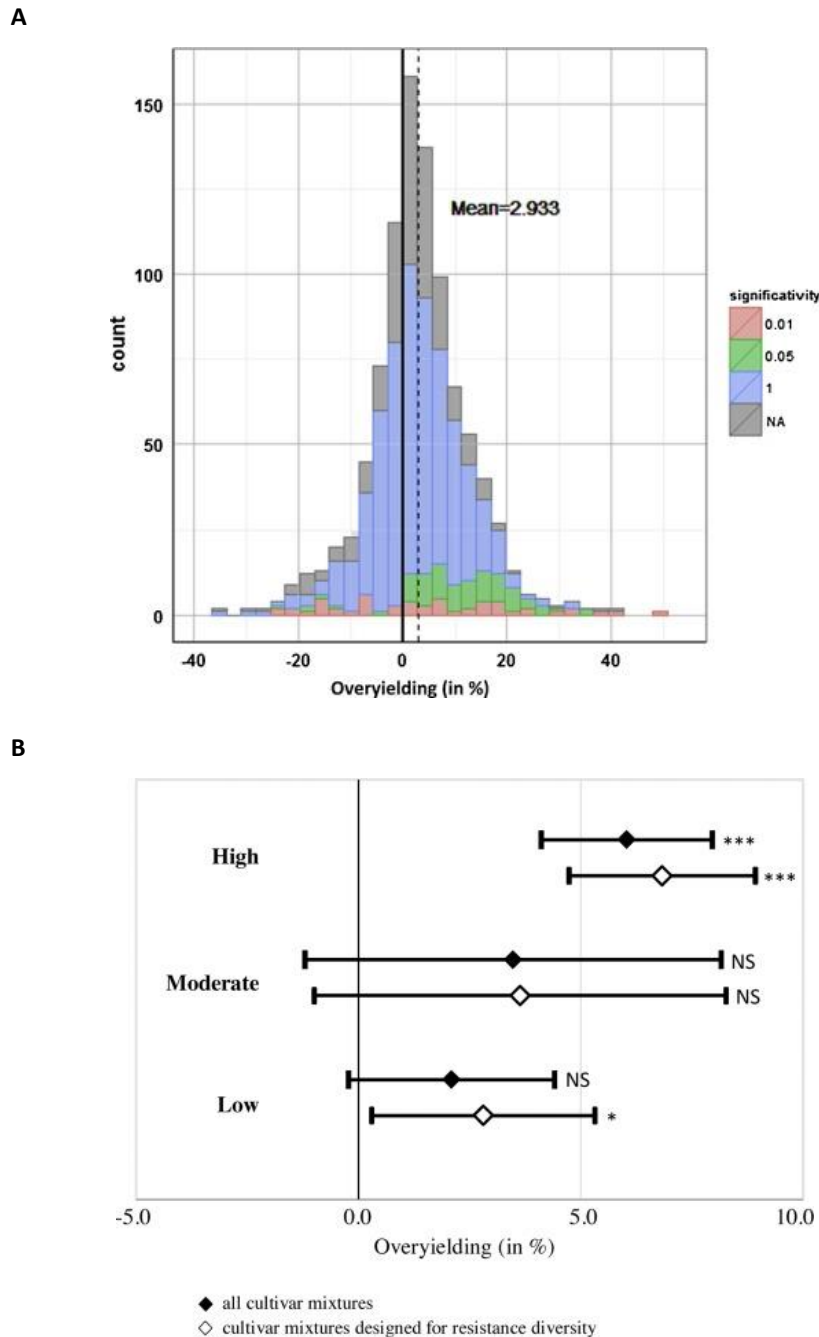 A
150
Mean=2.933
count
100
significativity
0.01
0.05
1
NA
50
0
-40 -20 0 20 40
Overyielding (in %)
B
***
High
***
NS
Moderate
NS
NS
Low
*
-5.0 0.0 5.0 10.0
Overyielding (in %)
◆ all cultivar mixtures
◇ cultivar mixtures designed for resistance diversity